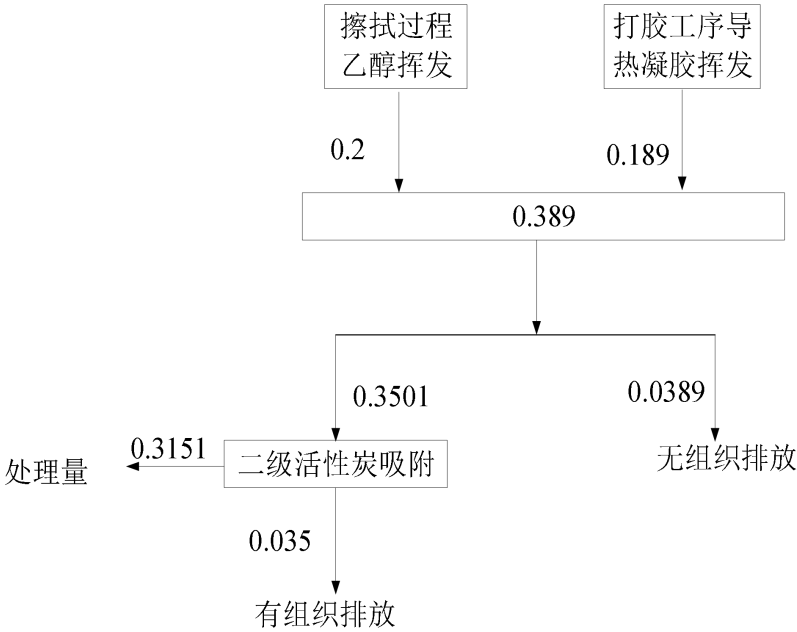 擦拭过程
乙醇挥发
打胶工序导
热凝胶挥发
0.2
0.189
0.389
0.3501
0.0389
0.3151
处理量
二级活性炭吸附
无组织排放
0.035
有组织排放